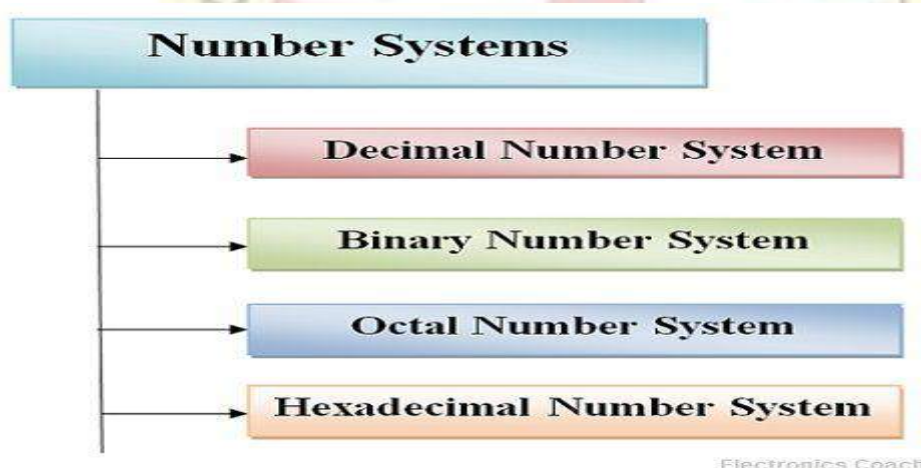 Number Systems
Decimal Number System
Binary Number System
Octal Number System
Hexadecimal Number System
Electronics Coach